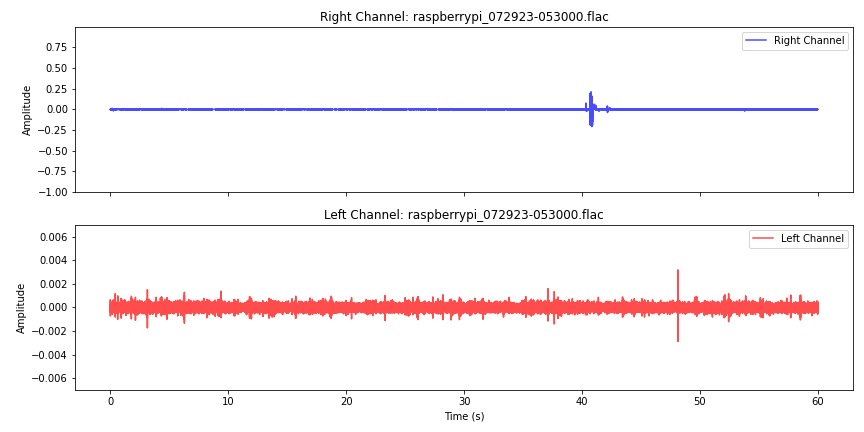 Right Channel: raspberrypi_072923-053000.flac
Right Channel
0.75
0.50
0.25
0.00
−0.25
−0.50
−0.75
−1.00
Amplitude
Left Channel: raspberrypi_072923-053000.flac
Left Channel
0.006
0.004
0.002
0.000
−0.002
−0.004
−0.006
Amplitude
0 10 20 30 40 50 60
Time (s)